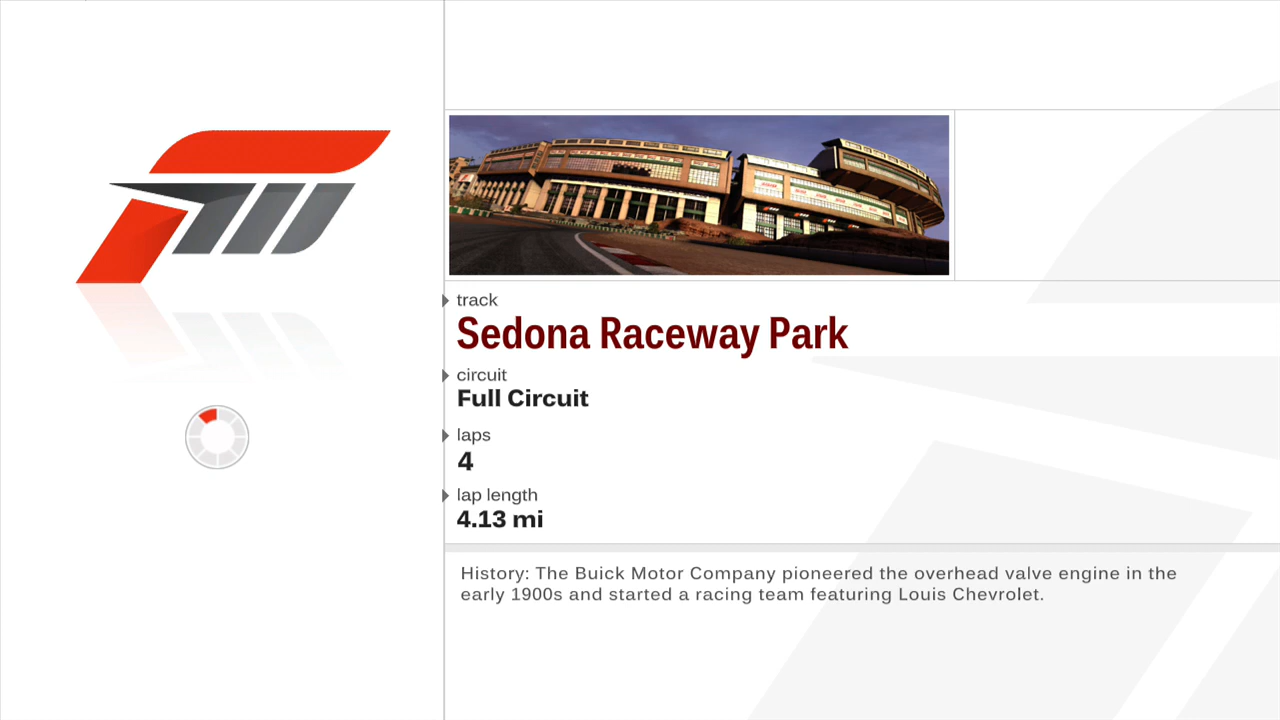 track
Sedona Raceway Park
circuit
Full Circuit
laps
4
lap length
4.13 mi
History: The Buick Motor Company pioneered the overhead valve engine in the
early 1900s and started a racing team featuring Louis Chevrolet.